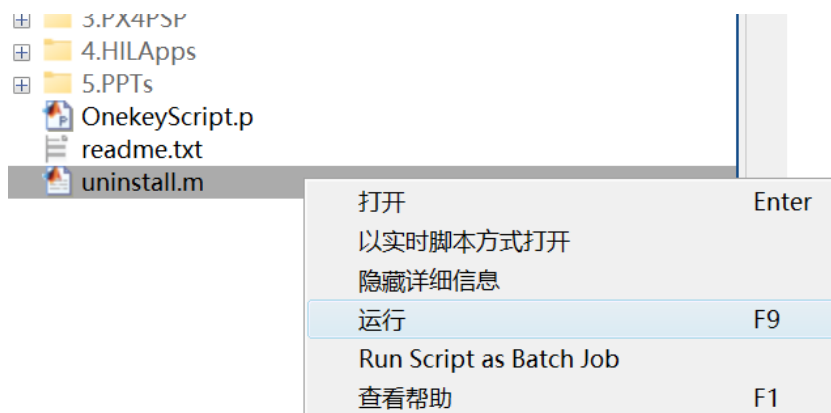 3.PX4PSP
4.HILApps
5.PPTs
OnekeyScript.p
readme.txt
uninstall.m
打开 Enter
以实时脚本方式打开
隐藏详细信息
运行 F9
Run Script as Batch Job
查看帮助 F1